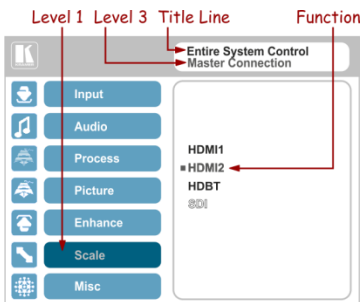 Level 1 Level 3 Title Line Function
Entire System Control
Master Connection
Input
Audio
Process
Picture
Enhance
Scale
Misc
HDMI1
HDMI2
HDBT
SDI